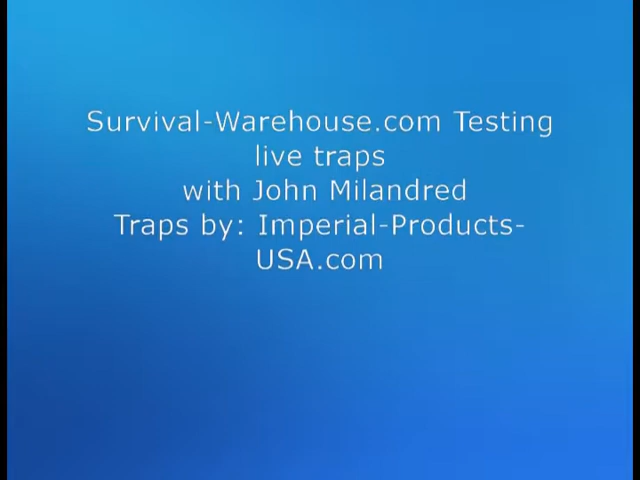 Survival-Warehouse.com Testing
live traps
with John Milandred
Traps by: Imperial-Products-
USA.com